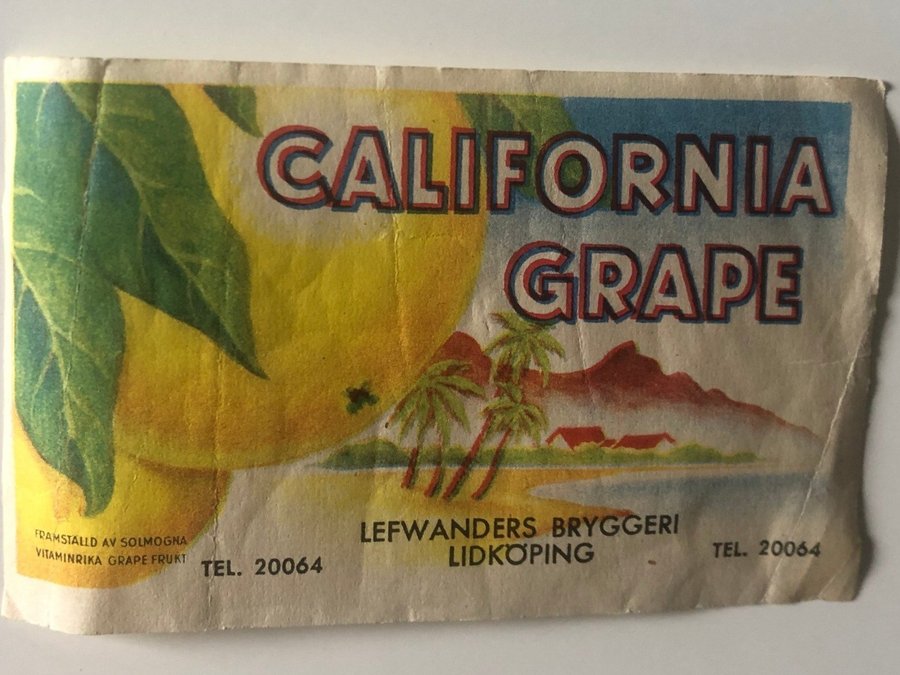 CALIFORNIA
GRAPE
FRAMSTÄLLD AV SOLMOGNA
VITAMINRIKA GRAPE FRUKT
TEL. 20064
LEFWANDERS BRYGGERI
LIDKÖPING
TEL. 20064